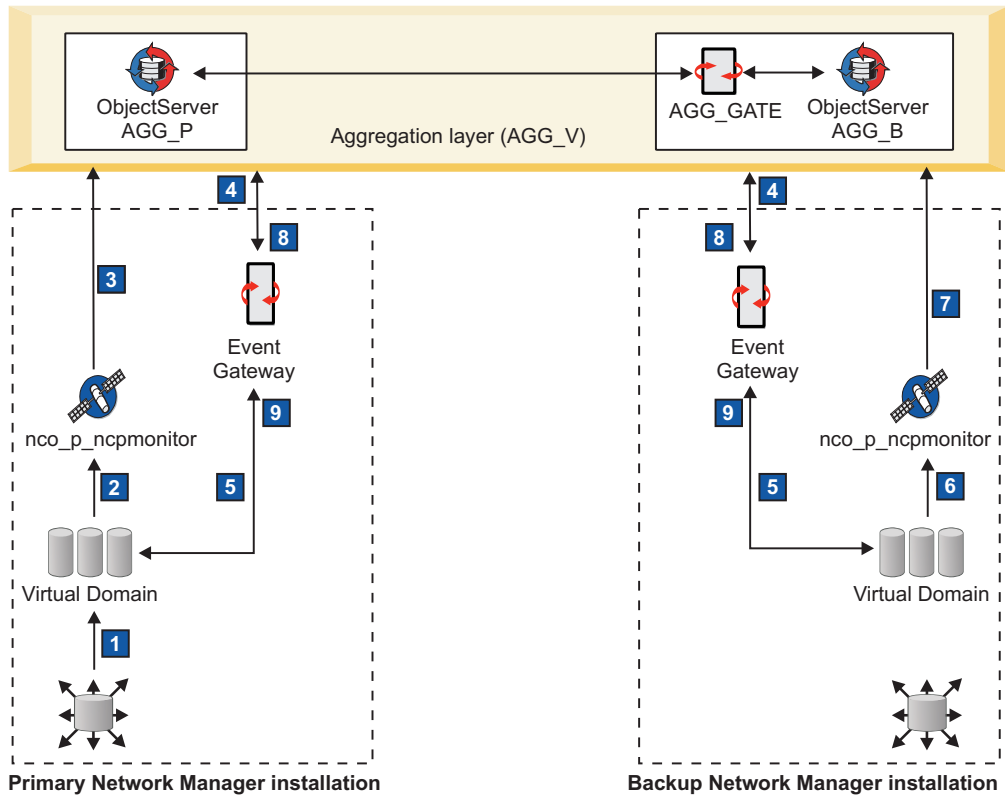 ObjectServer
AGG_P
AGG_GATE
ObjectServer
AGG_B
Aggregation layer (AGG_V)
4
4
8
8
3
7
Event
Gateway
Event
Gateway
9
9
nco_p_ncpmonitor
nco_p_ncpmonitor
2
5
5
6
Virtual Domain
Virtual Domain
1
Primary Network Manager installation
Backup Network Manager installation